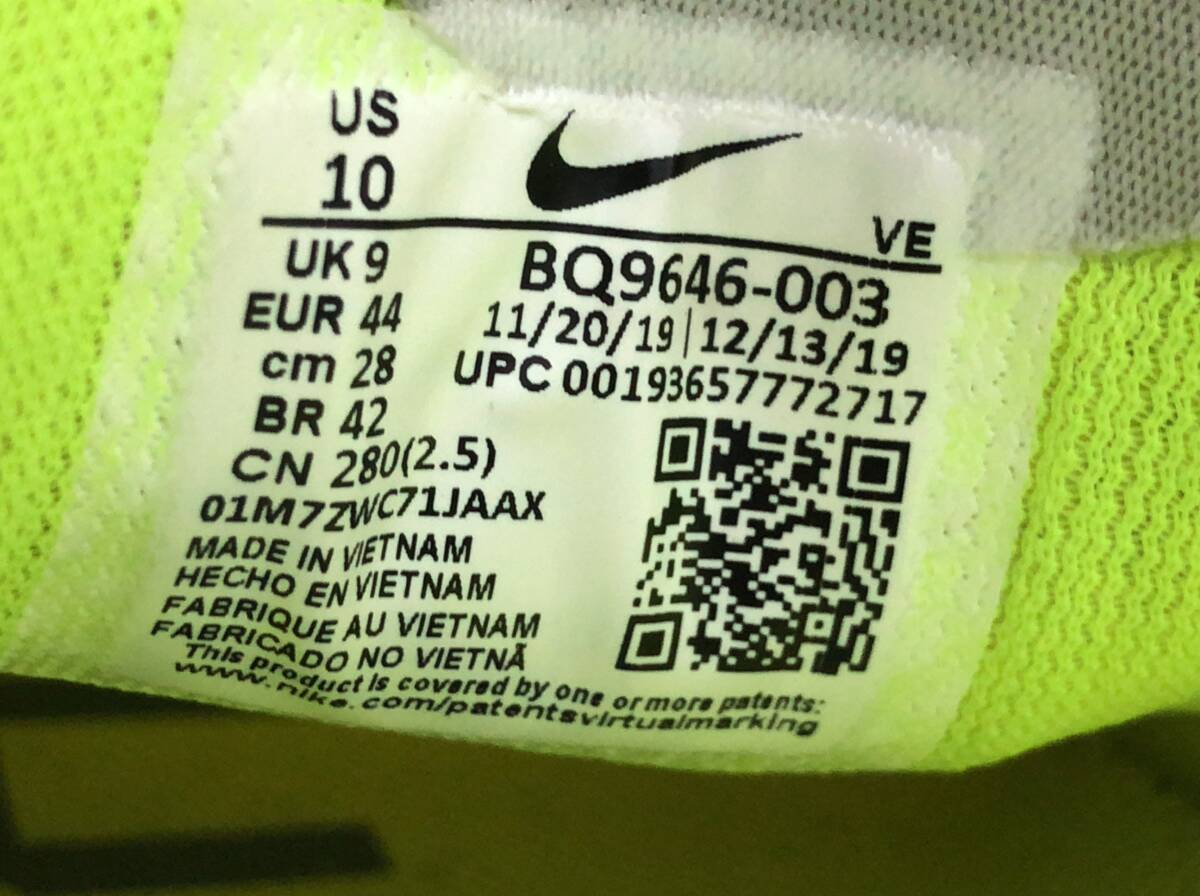 US
10
VE
UK 9
EUR 44
cm 28
BR 42
CN 280(2.5)
BQ9646-003
11/20/19|12/13/19
UPC 00193657772717
01M7ZWC71JAAX
MADE IN VIETNAM
HECHO EN VIETNAM
FABRIQUE AU VIETNAM
FABRICADO NO VIETNÃ
This product is covered by one or more patents:
www.nike.com/patentsvirtualmarking